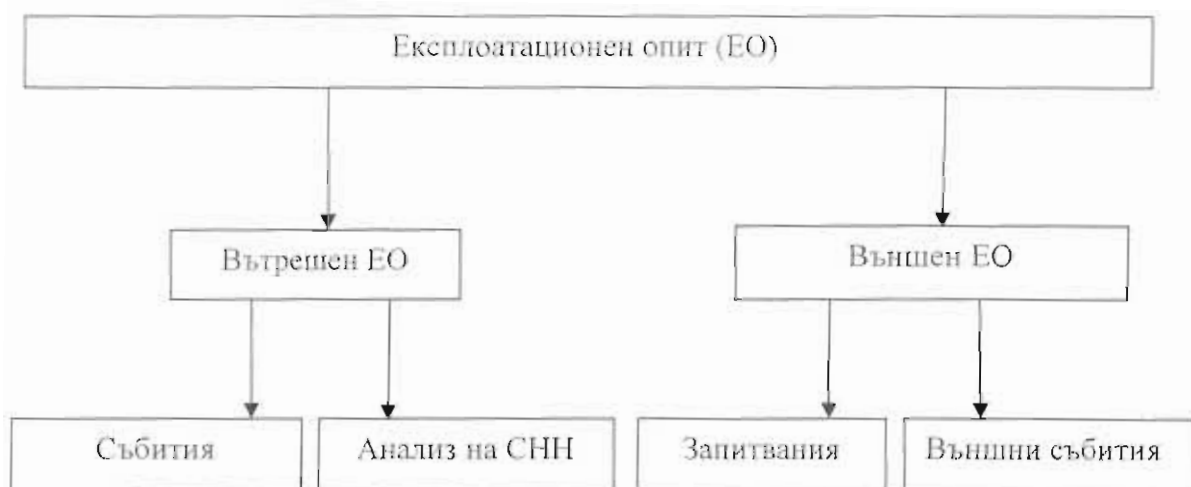 Експлоатационен опит (ЕО)
Вътрешен ЕО
Външен ЕО
Събития
Анализ на СНН
Запитвания
Външни събития